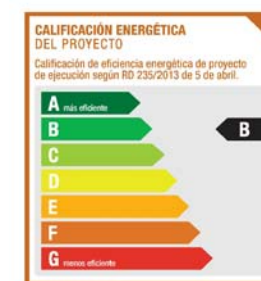 CALIFICACIÓN ENERGÉTICA
DEL PROYECTO
Calificación de eficiencia energética de proyecto
de ejecución según RD 235/2013 de 5 de abril.
A más eficiente
B B
C
D
E
F
G menos eficiente